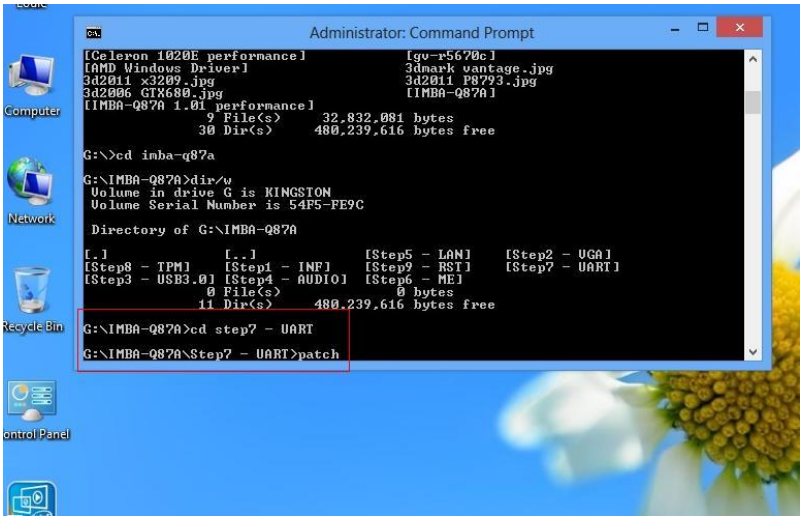 Administrator: Command Prompt
[Celeron 1020E performance] [gv-r5670c]
[AMD Windows Driver] 3dmark vantage.jpg
3d2011 x3209.jpg 3d2011 P8793.jpg
3d2006 GTX680.jpg [IMBA-Q87A]
[IMBA-Q87A 1.01 performance]
9 File(s) 32,832,081 bytes
30 Dir(s) 480,239,616 bytes free
G:\>cd imba-q87a
G:\IMBA-Q87A>dir/w
Volume in drive G is KINGSTON
Volume Serial Number is 54F5-FE9C
Directory of G:\IMBA-Q87A
[.] [..] [Step5 - LAN] [Step2 - VGA]
[Step8 - TPM] [Step1 - INF] [Step9 - RST] [Step7 - UART]
[Step3 - USB3.0] [Step4 - AUDIO] [Step6 - ME]
0 File(s) 0 bytes
11 Dir(s) 480,239,616 bytes free
G:\IMBA-Q87A>cd step7 - UART
G:\IMBA-Q87A\Step7 - UART>patch
Computer
Network
Recycle Bin
ontrol Panel